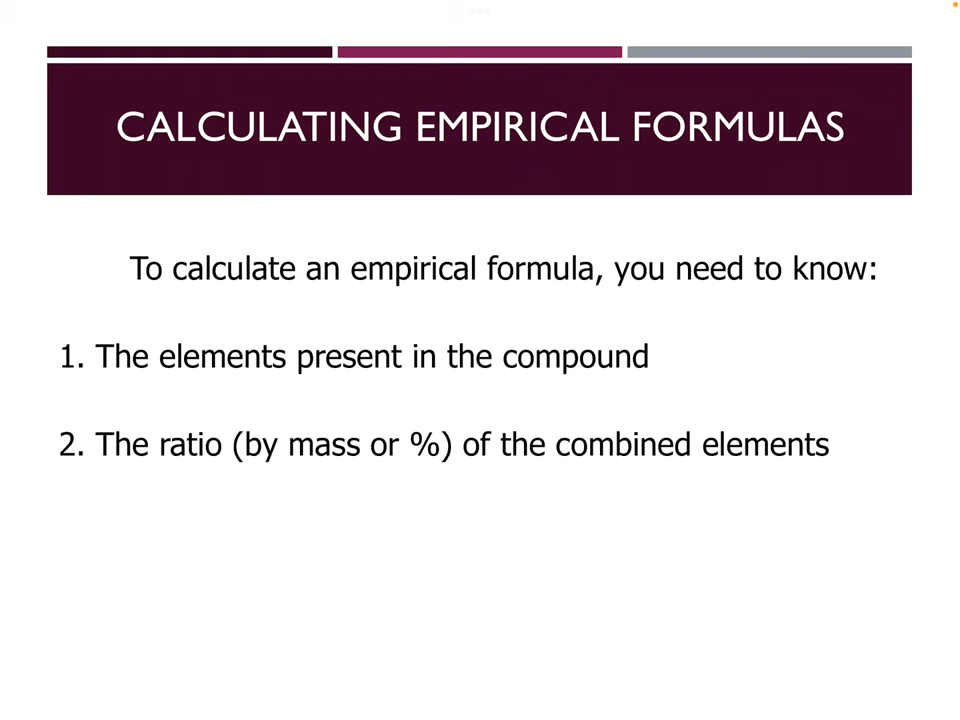 CALCULATING EMPIRICAL FORMULAS
To calculate an empirical formula, you need to know:
1. The elements present in the compound
2. The ratio (by mass or %) of the combined elements